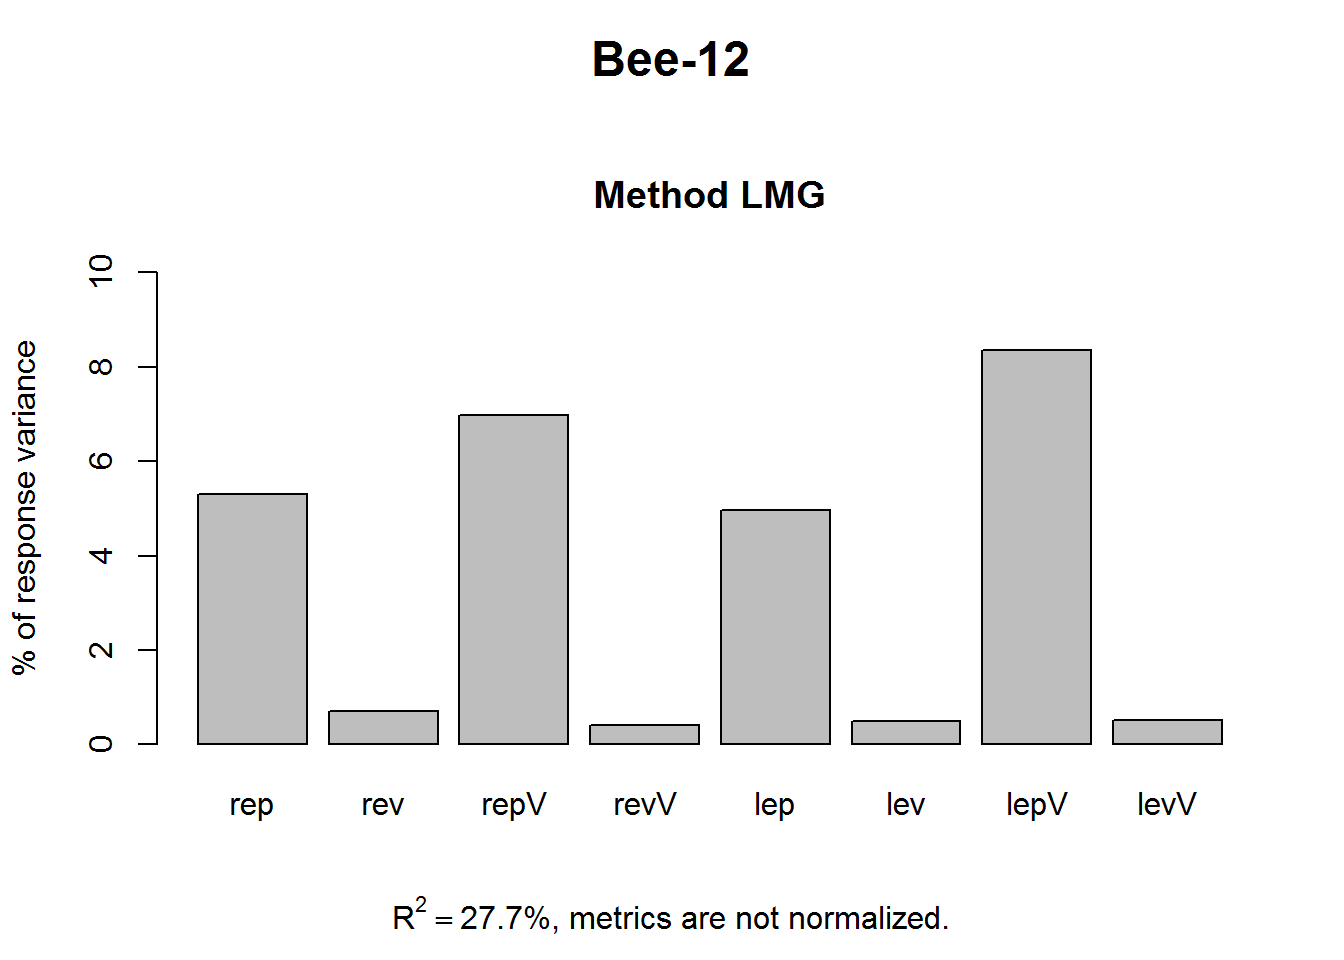 Bee-12
Method LMG
% of response variance
10
8
6
4
2
0
rep rev repV revV lep lev lepV levV
R² = 27.7%, metrics are not normalized.